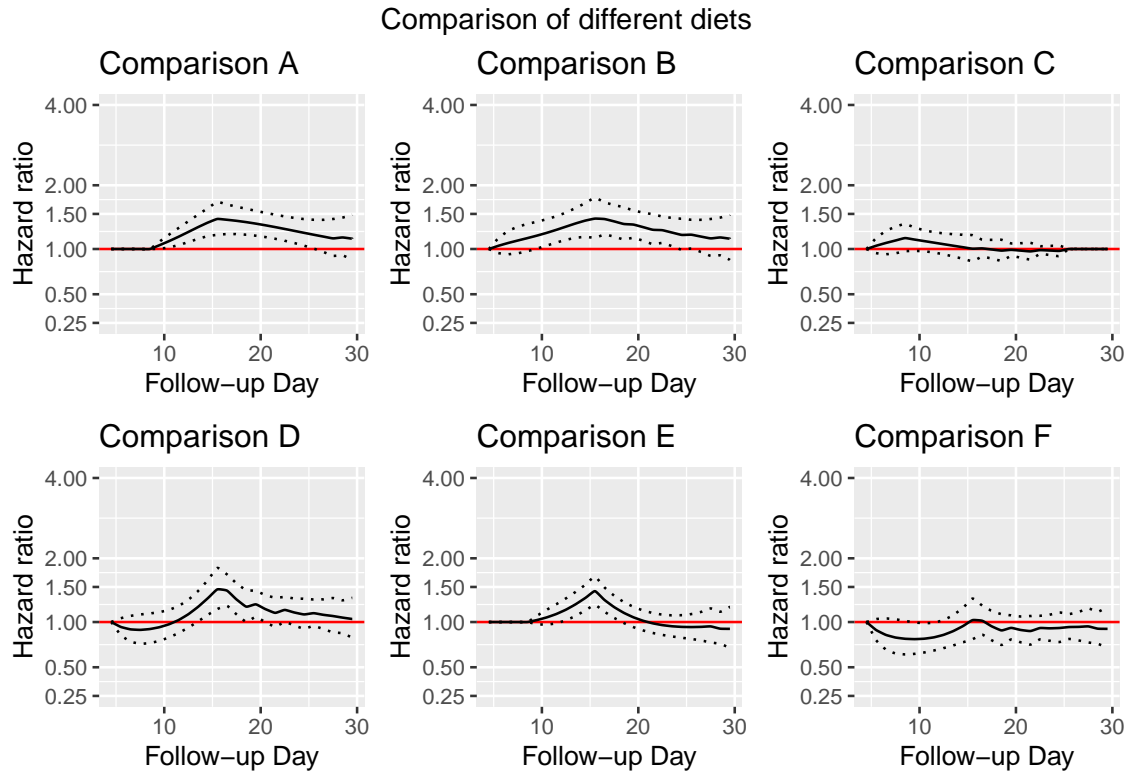 Comparison of different diets
Comparison A
Hazard ratio
4.00
2.00
1.50
1.00
0.50
0.25
10 20 30
Follow−up Day
Comparison B
Hazard ratio
4.00
2.00
1.50
1.00
0.50
0.25
10 20 30
Follow−up Day
Comparison C
Hazard ratio
4.00
2.00
1.50
1.00
0.50
0.25
10 20 30
Follow−up Day
Comparison D
Hazard ratio
4.00
2.00
1.50
1.00
0.50
0.25
10 20 30
Follow−up Day
Comparison E
Hazard ratio
4.00
2.00
1.50
1.00
0.50
0.25
10 20 30
Follow−up Day
Comparison F
Hazard ratio
4.00
2.00
1.50
1.00
0.50
0.25
10 20 30
Follow−up Day